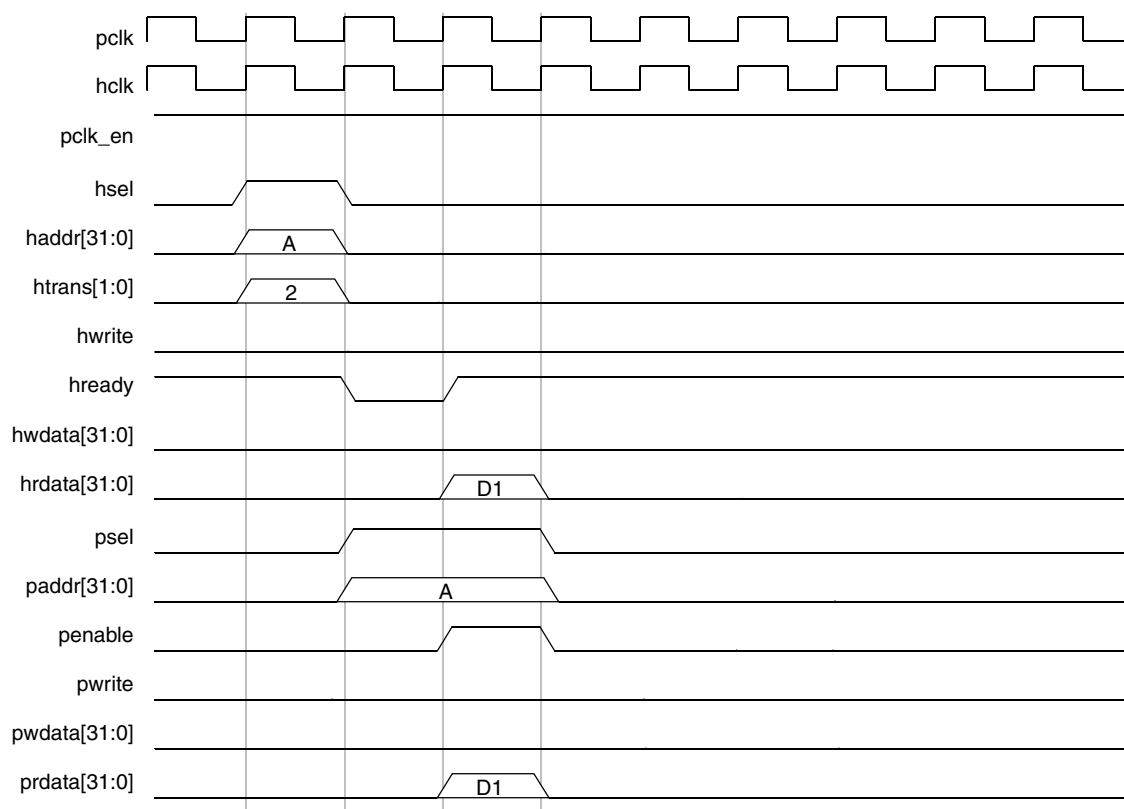 pclk
hclk
pclk_en
hsel
haddr[31:0] A
htrans[1:0] 2
hwrite
hready
hwdata[31:0]
hrdata[31:0] D1
psel
paddr[31:0] A
penable
pwrite
pwdata[31:0]
prdata[31:0] D1